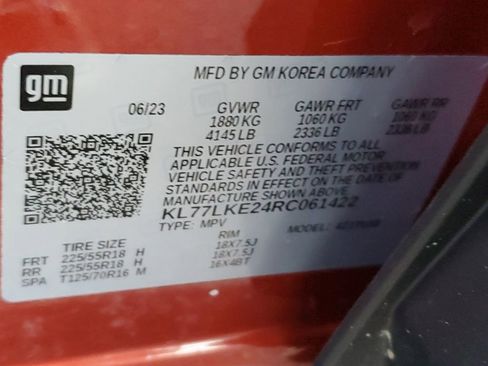 gm
MFD BY GM KOREA COMPANY
06/23 GVWR GAWR FRT GAWR RR
1880 KG 1060 KG 1060 KG
4145 LB 2336 LB 2336 LB
THIS VEHICLE CONFORMS TO ALL
APPLICABLE U.S. FEDERAL MOTOR
VEHICLE SAFETY AND THEFT PREVENTION
STANDARDS IN EFFECT ON THE DATE OF
MANUFACTURE SHOWN ABOVE.
KL77LKE24RC061422
TYPE: MPV
TIRE SIZE RIM
FRT 225/55R18 H 18X7.5J
RR 225/55R18 H 18X7.5J
SPA T125/70R16 M 16X4BT